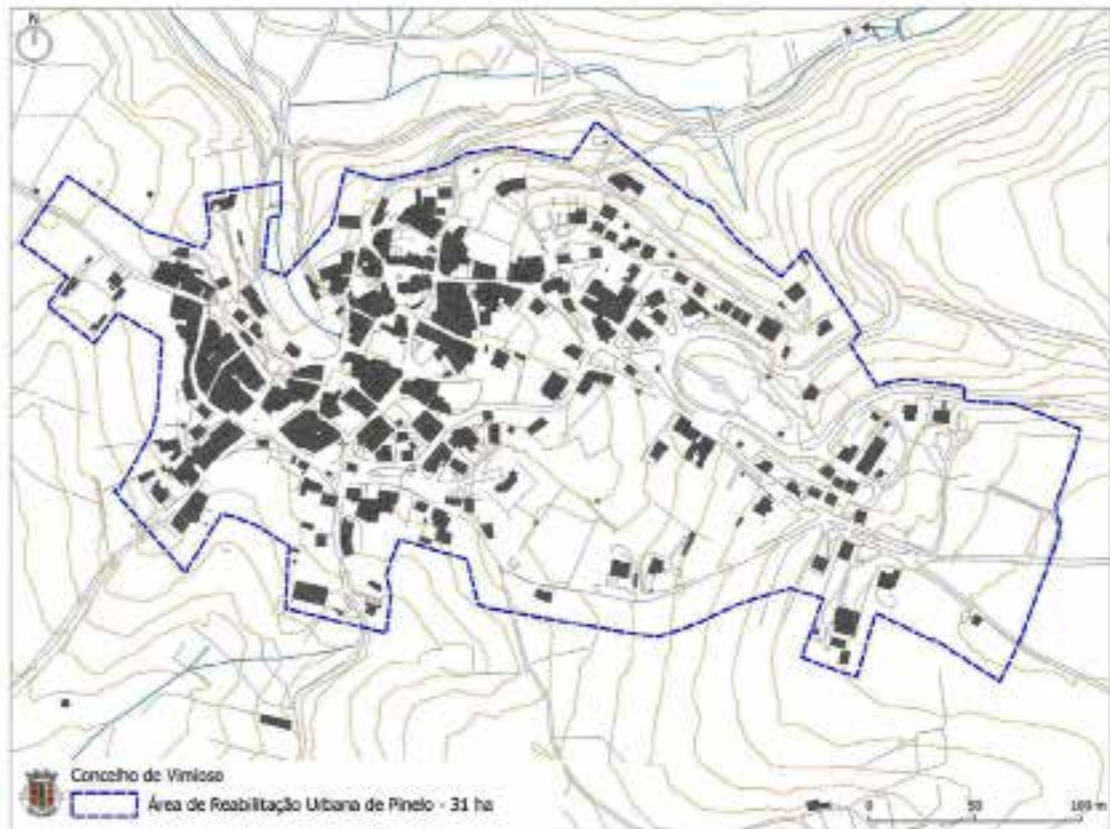 N
Concelho de Vimioso
Área de Reabilitação Urbana de Pinelo - 31 ha
0 50 100 m